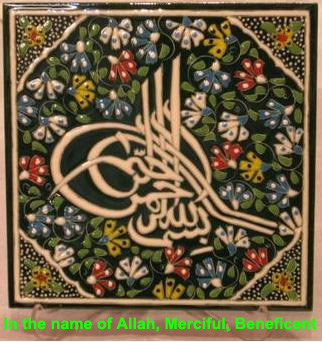 بسم الله الرحمن الرحيم
In the name of Allah, Merciful, Beneficent